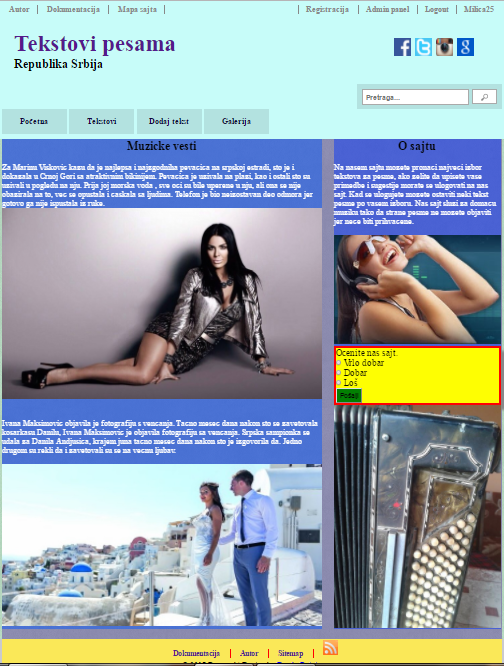 Autor | Dokumentacija | Mapa sajta |
| Registracija | Admin panel | Logout | Milica25
Tekstovi pesama
Republika Srbija
Pretraga...
Početna
Tekstovi
Dodaj tekst
Galerija
Muzicke vesti
Za Marinu Viskovic kazu da je najlepsa i najzgodniha pevacica na srpskoj estradi, sto je i
dokazala u Crnoj Gori sa atraktivnim bikinijem. Pevacica je uzivala na plazi, kao i ostali sto su
uzivali u pogledu na nju. Prija joj morska voda , sve oci su bile uperene u nju, ali ona se nije
obazirala na to, vec se opustala i caskala sa ljudima. Telefon je bio neizostavan deo odmora jer
gotovo ga nije ispustala iz ruke.
Ivana Maksimovic objavila je fotografiju s vencanja. Tacno mesec dana nakon sto se zavetovala
kosarkasu Danilu, Ivana Maksimovic je objavila fotografiju sa vencanja. Srpska sampionka se
udala za Danila Andjusica, krajem juna tacno mesec dana nakon sto je izgovorila da. Jedno
drugom su rekli da i zavetovali su se na vecnu ljubav.
O sajtu
Na nasem sajtu mozete pronaci najveci izbor
tekstova za pesme, ako zelite da upisete vase
primedbe i sugestije morate se ulogovati na nas
sajt. Kad se ulogujete mozete ostaviti neki tekst
pesme po vasem izboru. Nas sajt sluzi za domacu
muziku tako da strane pesme ne mozete objaviti
jer nece biti prihvacene.
Ocenite nas sajt.
Vrlo dobar
Dobar
Loš
Pošalji
Dokumentacija | Autor | Sitemap |